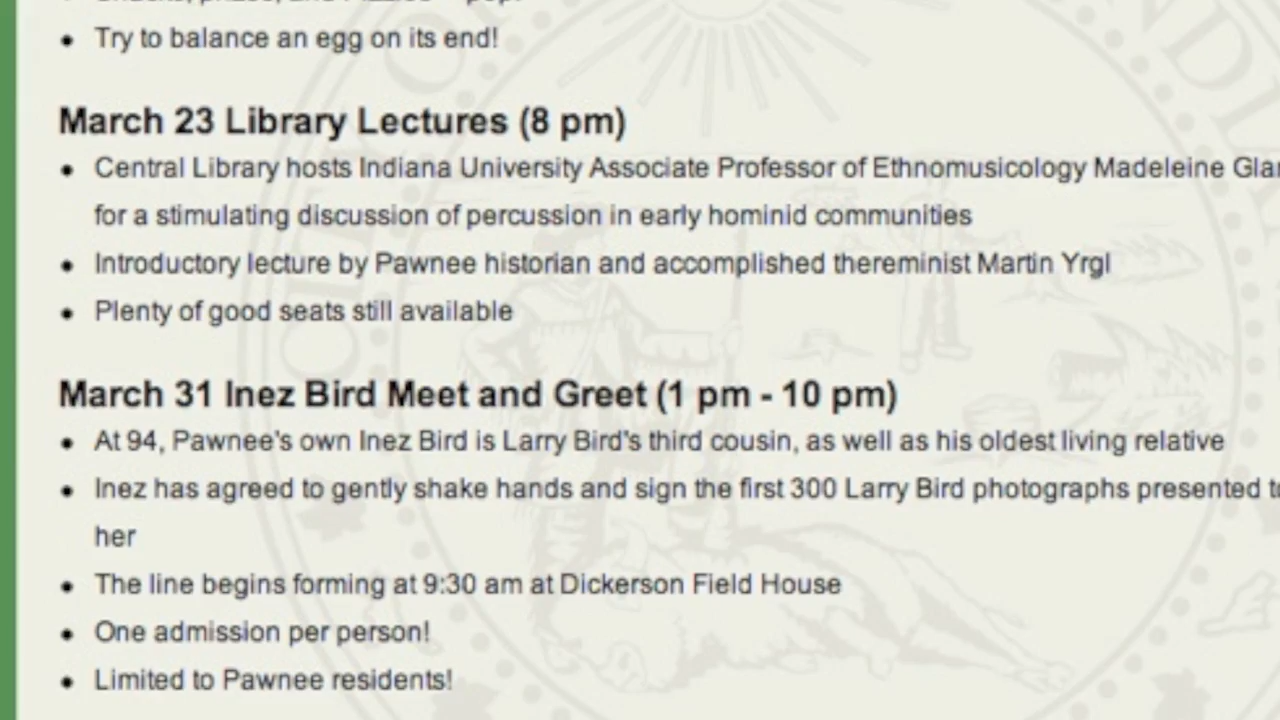 Try to balance an egg on its end!
March 23 Library Lectures (8 pm)
Central Library hosts Indiana University Associate Professor of Ethnomusicology Madeleine
for a stimulating discussion of percussion in early hominid communities
Introductory lecture by Pawnee historian and accomplished thereminist Martin Yrgl
Plenty of good seats still available
March 31 Inez Bird Meet and Greet (1 pm - 10 pm)
At 94, Pawnee's own Inez Bird is Larry Bird's third cousin, as well as his oldest living relative
Inez has agreed to gently shake hands and sign the first 300 Larry Bird photographs presented to
her
The line begins forming at 9:30 am at Dickerson Field House
One admission per person!
Limited to Pawnee residents!